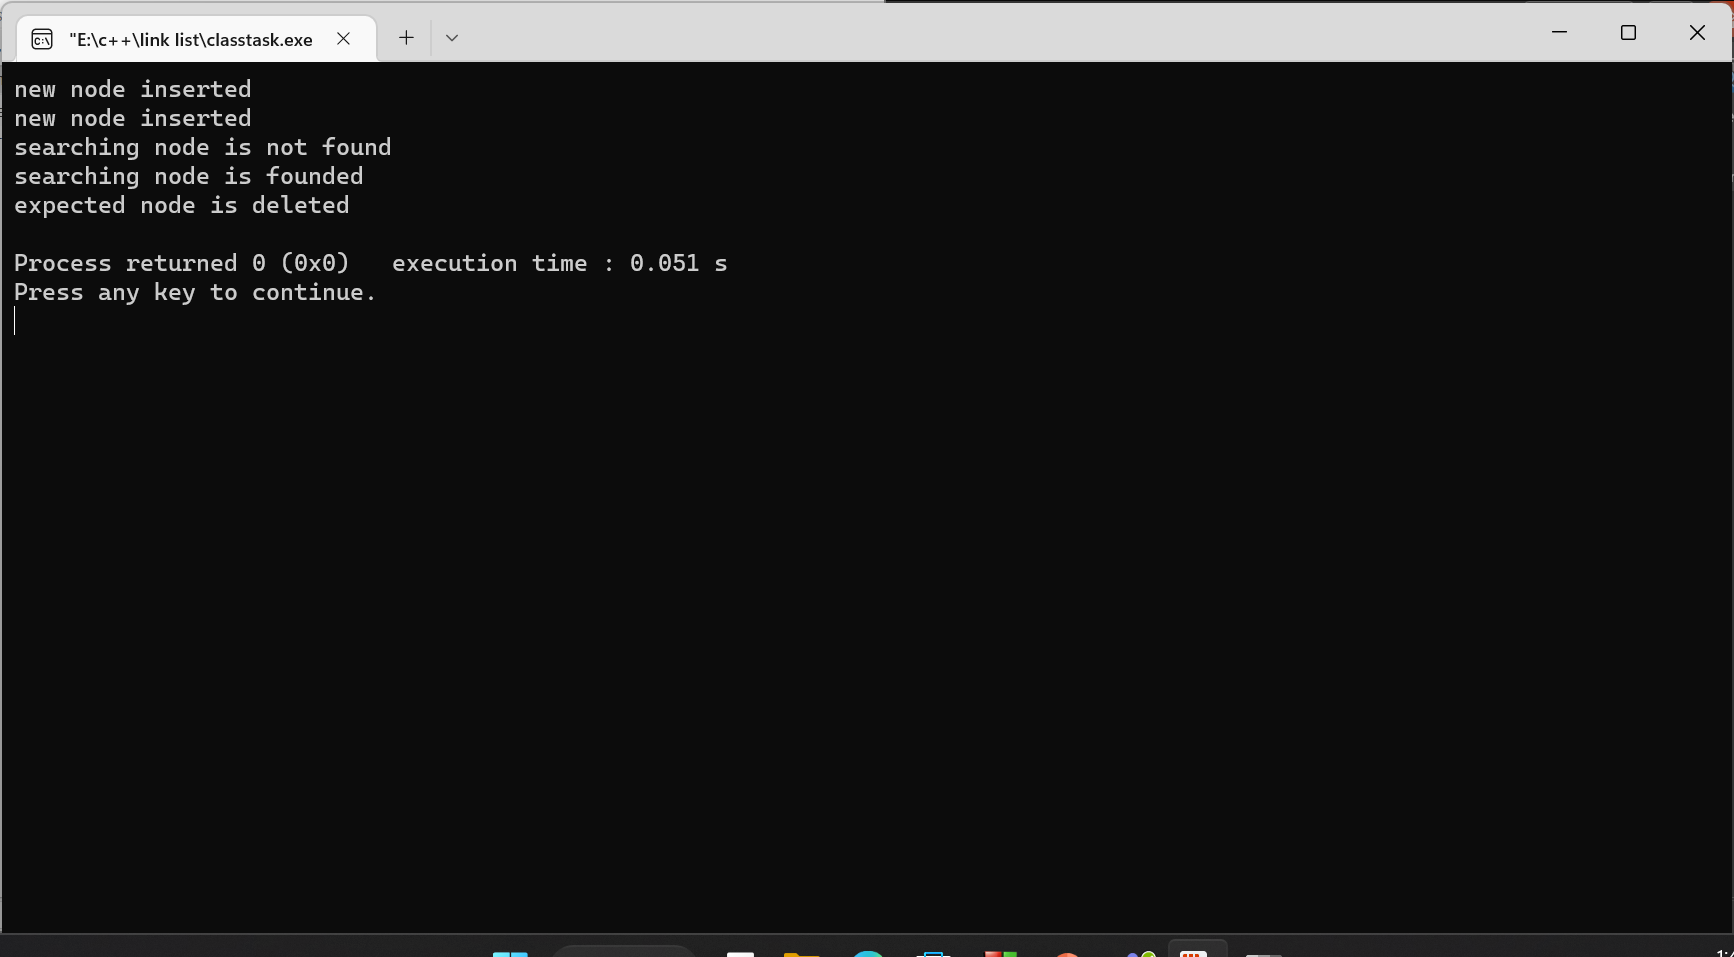 "E:\c++\link list\classtask.exe
new node inserted
new node inserted
searching node is not found
searching node is founded
expected node is deleted
Process returned 0 (0x0)   execution time : 0.051 s
Press any key to continue.